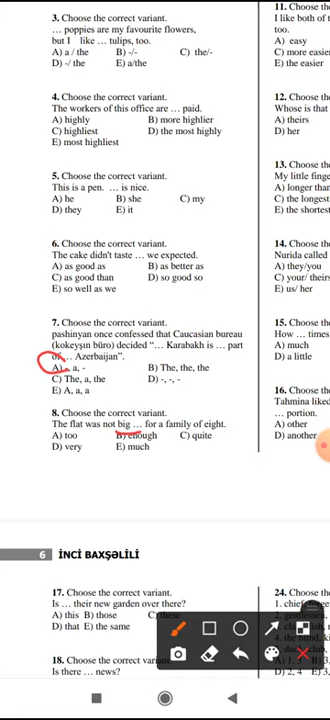 3. Choose the correct variant.
… poppies are my favourite flowers,
but I like … tulips, too.
A) a / the B) -/- C) the/-
D) -/ the E) a/the
4. Choose the correct variant.
The workers of this office are … paid.
A) highly B) more highlier
C) highliest D) the most highly
E) most highliest
5. Choose the correct variant.
This is a pen. … is nice.
A) he B) she C) my
D) they E) it
6. Choose the correct variant.
The cake didn't taste … we expected.
A) as good as B) as better as
C) as good than D) so good so
E) so well as we
7. Choose the correct variant.
pashinyan once confessed that Caucasian bureau
(kokeyşın büro) decided “… Karabakh is … part
of … Azerbaijan”.
A) -, a, - B) The, the, the
C) The, a, the D) -, -, -
E) A, a, a
8. Choose the correct variant.
The flat was not big … for a family of eight.
A) too B) enough C) quite
D) very E) much
11. Choose the
I like both of
too.
A) easy
C) more easie
E) the easier
12. Choose the
Whose is that
A) theirs
D) her
13. Choose the
My little finge
A) longer than
C) the longest
E) the shortes
14. Choose the
Nurida called
A) they/you
C) your/ theirs
E) us/ her
15. Choose the
How … times
A) much
D) a little
16. Choose the
Tahmina liked
… portion.
A) other
D) another
6 İNCİ BAXŞƏLİLİ
17. Choose the correct variant.
Is … their new garden over there?
A) this B) those C) these
D) that E) the same
18. Choose the correct variant.
Is there … news?
24. Choose the
1. chief
2. gentlemen,
D) 2, 4 E) 3,